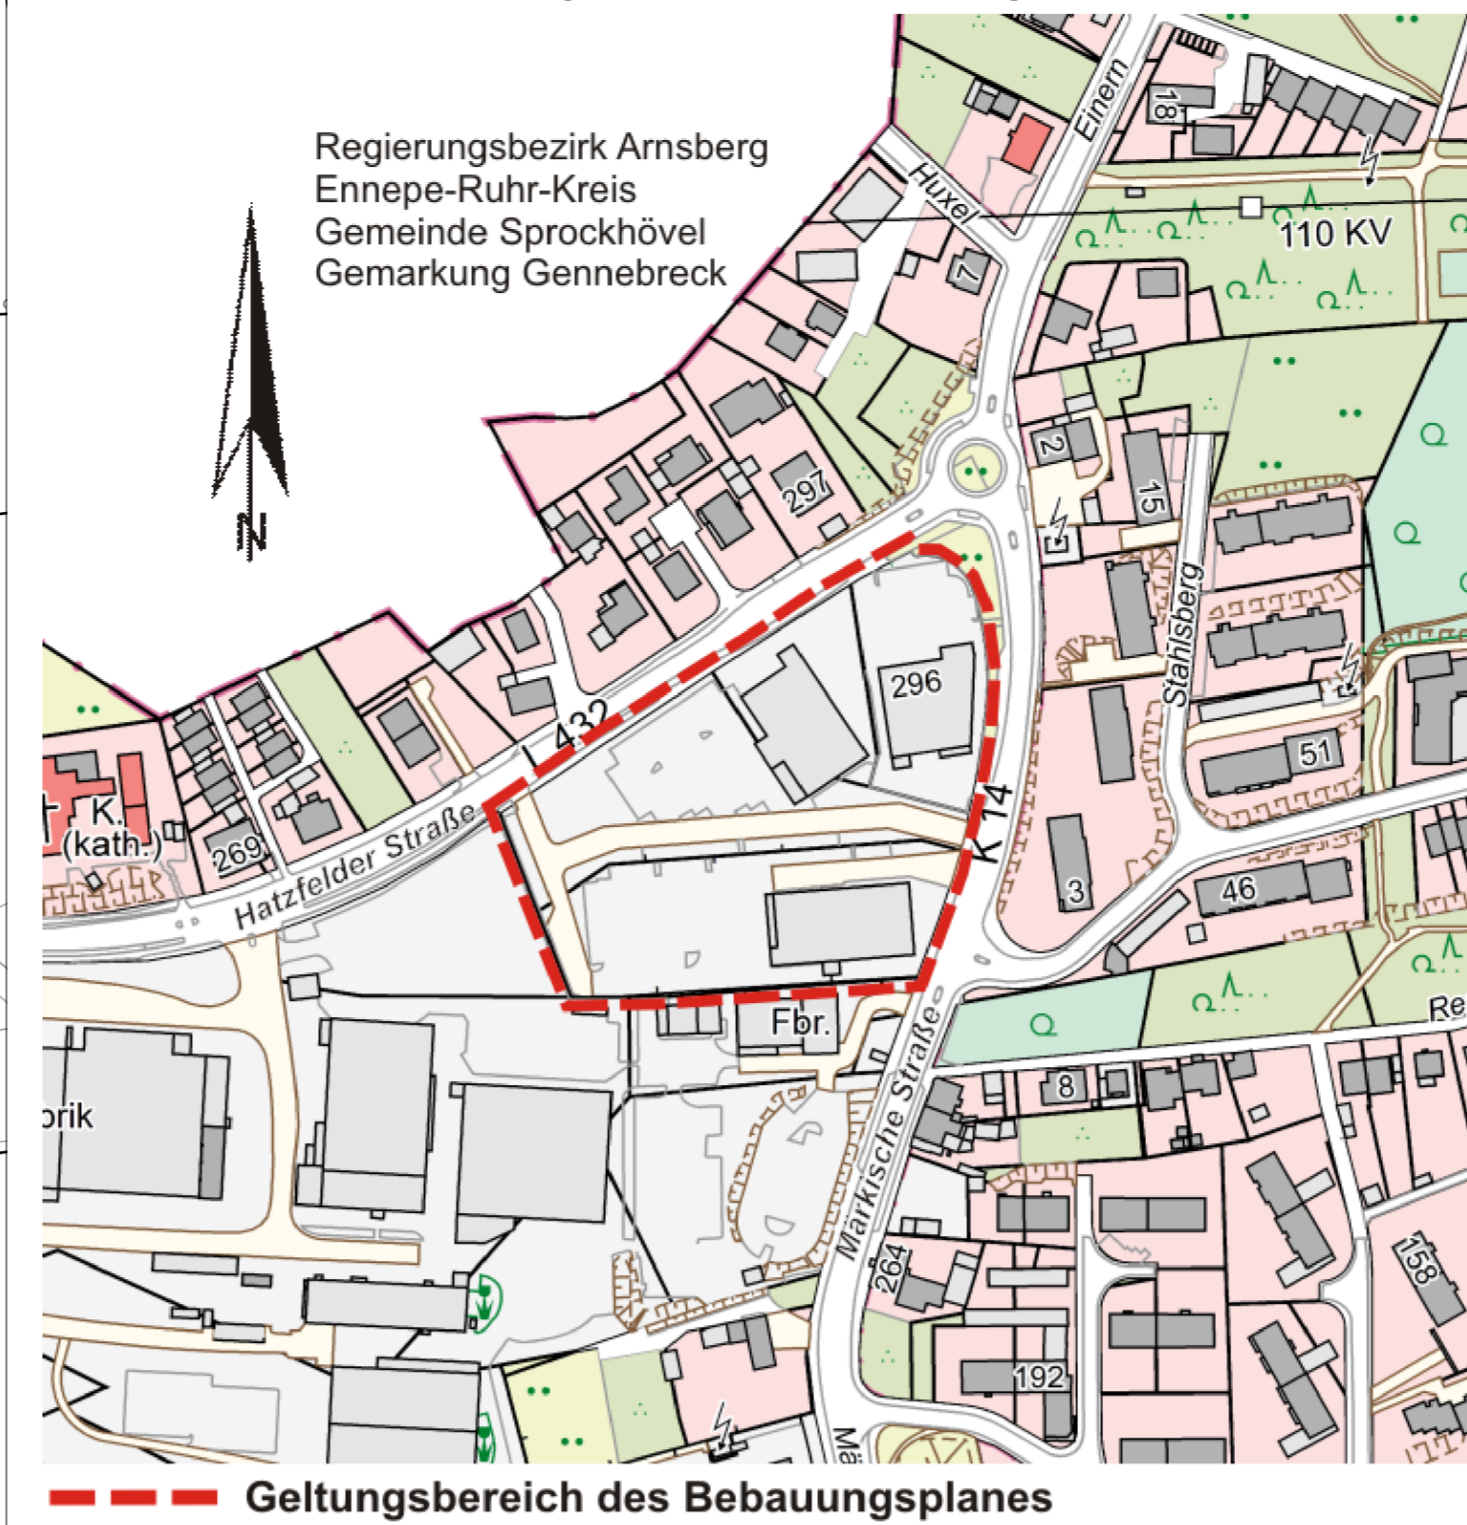 Regierungsbezirk Arnsberg
Ennepe-Ruhr-Kreis
Gemeinde Sprockhövel
Gemarkung Gennebreck
N
Einern
18
Huxel
7
110 KV
2
15
297
Stahlsberg
296
L 432
51
K 14
K.
(kath.)
269
Hatzfelder Straße
3
46
Fbr.
Re
8
brik
Märkische Straße
264
158
192
Mä
Geltungsbereich des Bebauungsplanes